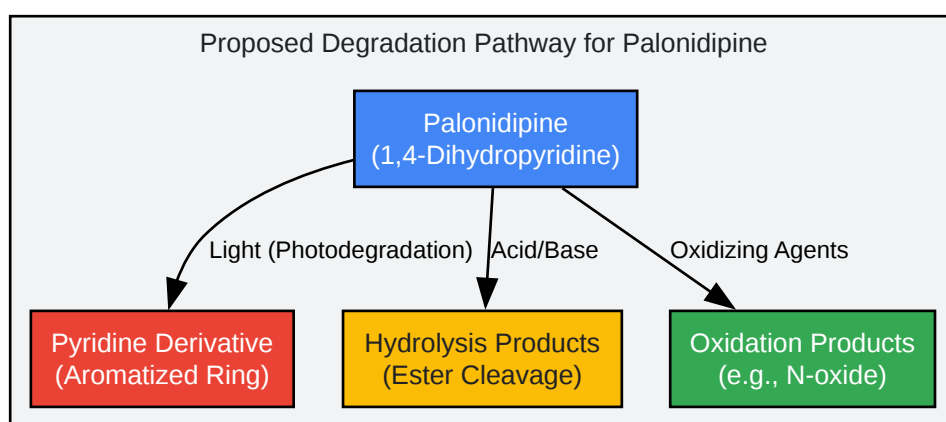 Proposed Degradation Pathway for Palonidipine
Palonidipine
(1,4-Dihydropyridine)
Light (Photodegradation)
Acid/Base
Oxidizing Agents
Pyridine Derivative
(Aromatized Ring)
Hydrolysis Products
(Ester Cleavage)
Oxidation Products
(e.g., N-oxide)